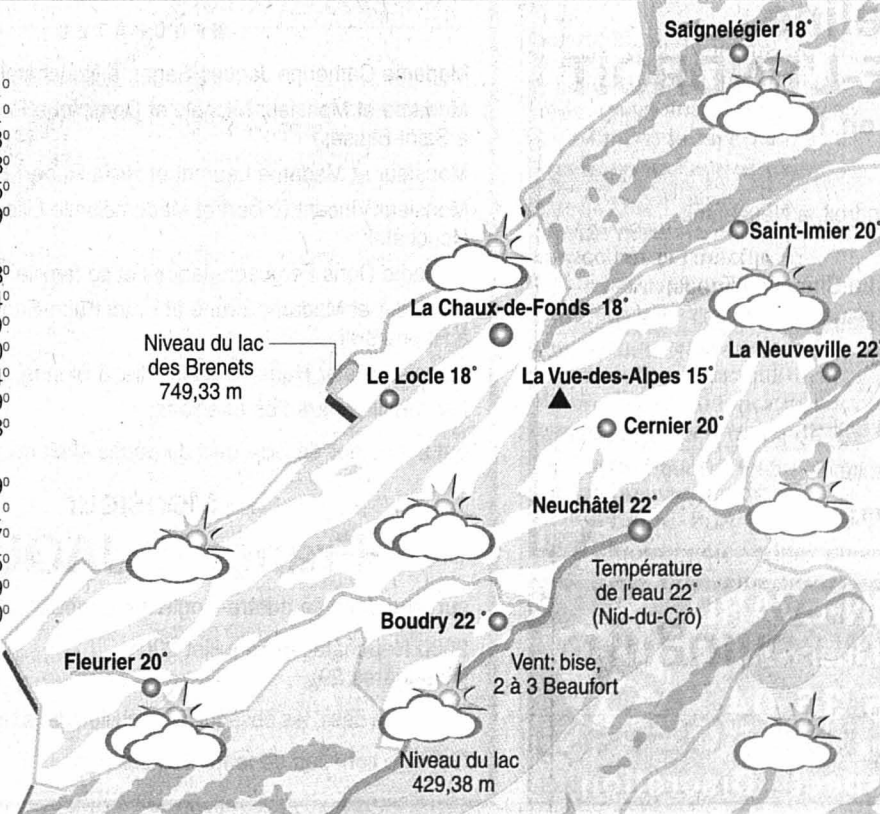 Saignelégier 18°
Saint-Imier 20°
La Chaux-de-Fonds 18°
Niveau du lac
des Brenets
749,33 m
La Neuveville 22°
Le Locle 18°
La Vue-des-Alpes 15°
Cernier 20°
Neuchâtel 22°
Température
de l'eau 22°
(Nid-du-Crô)
Boudry 22°
Fleurier 20°
Vent: bise,
2 à 3 Beaufort
Niveau du lac
429,38 m